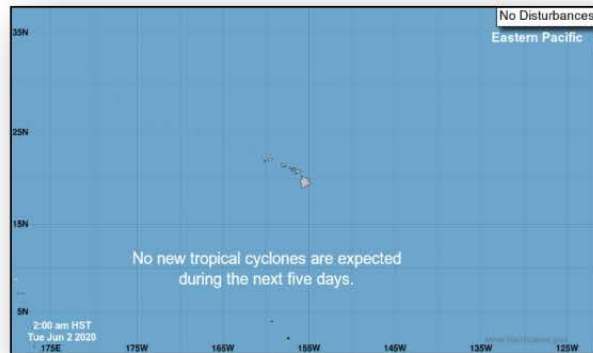 No Disturbances
Eastern Pacific
35N
25N
15N
No new tropical cyclones are expected
during the next five days.
5N
2:00 am HST
Tue Jun 2 2020
175E
175W
165W
155W
145W
135W
125W